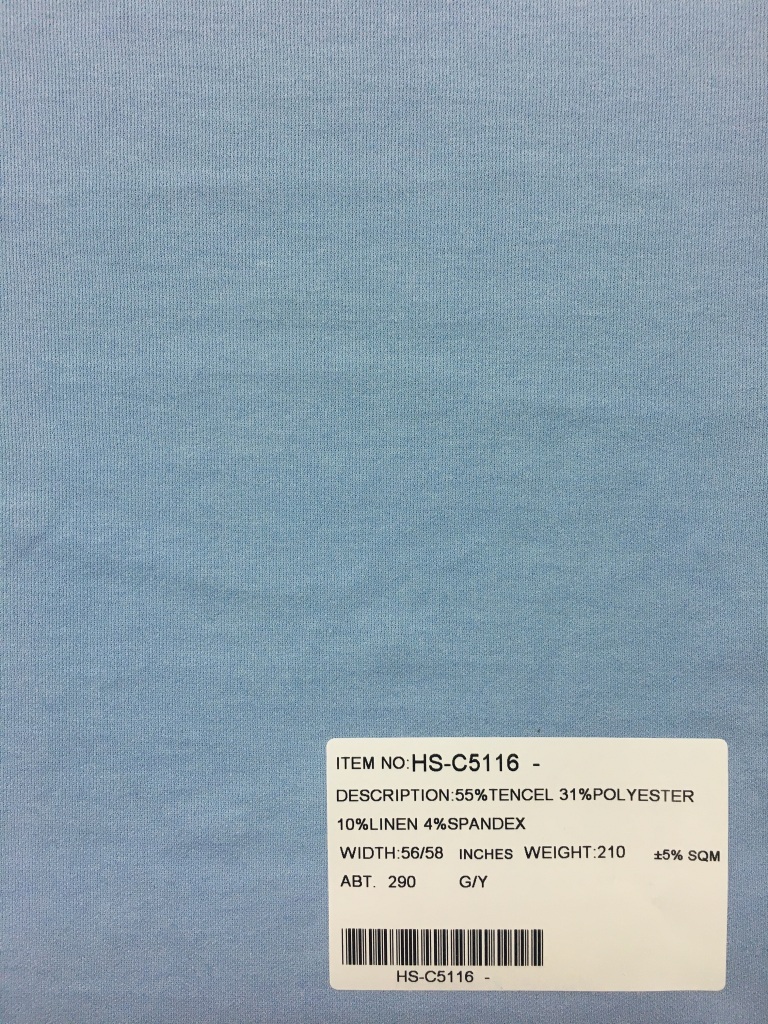 ITEM NO:HS-C5116 -
DESCRIPTION:55%TENCEL 31%POLYESTER
10%LINEN 4%SPANDEX
WIDTH:56/58 INCHES WEIGHT:210 ±5% SQM
ABT. 290 G/Y
HS-C5116 -